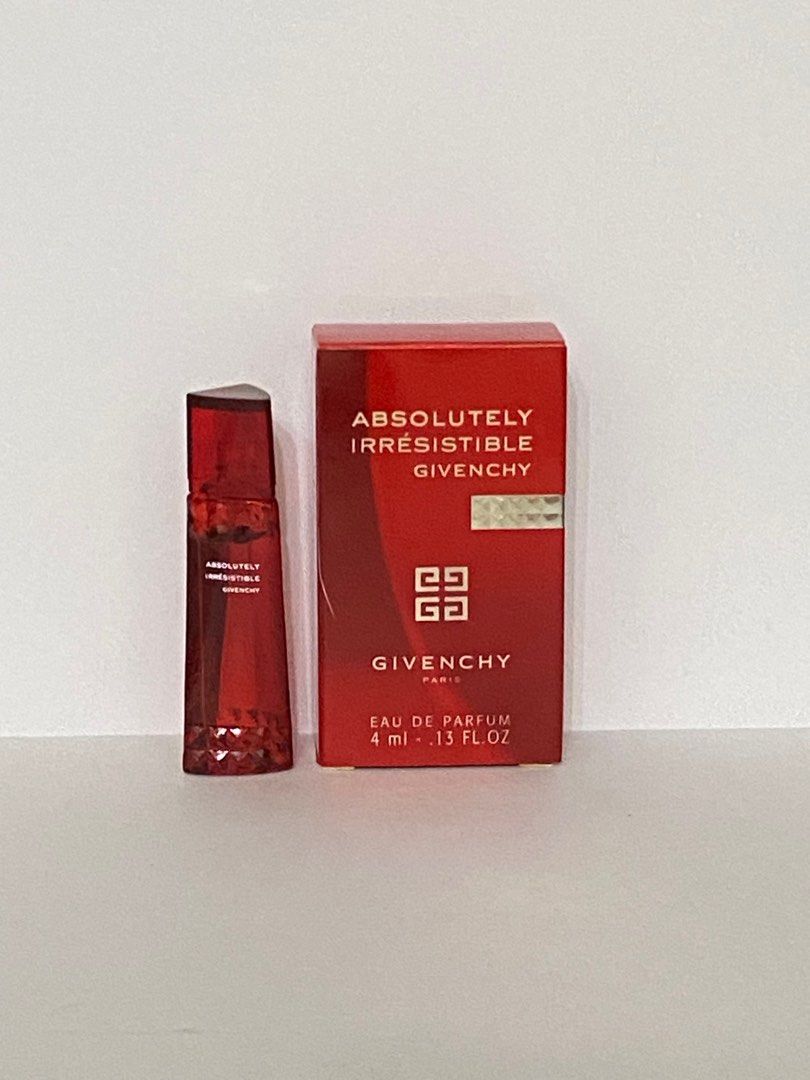 ABSOLUTELY
IRRÉSISTIBLE
GIVENCHY
ABSOLUTELY
IRRÉSISTIBLE
GIVENCHY
GIVENCHY
PARIS
EAU DE PARFUM
4 ml - .13 FL.OZ